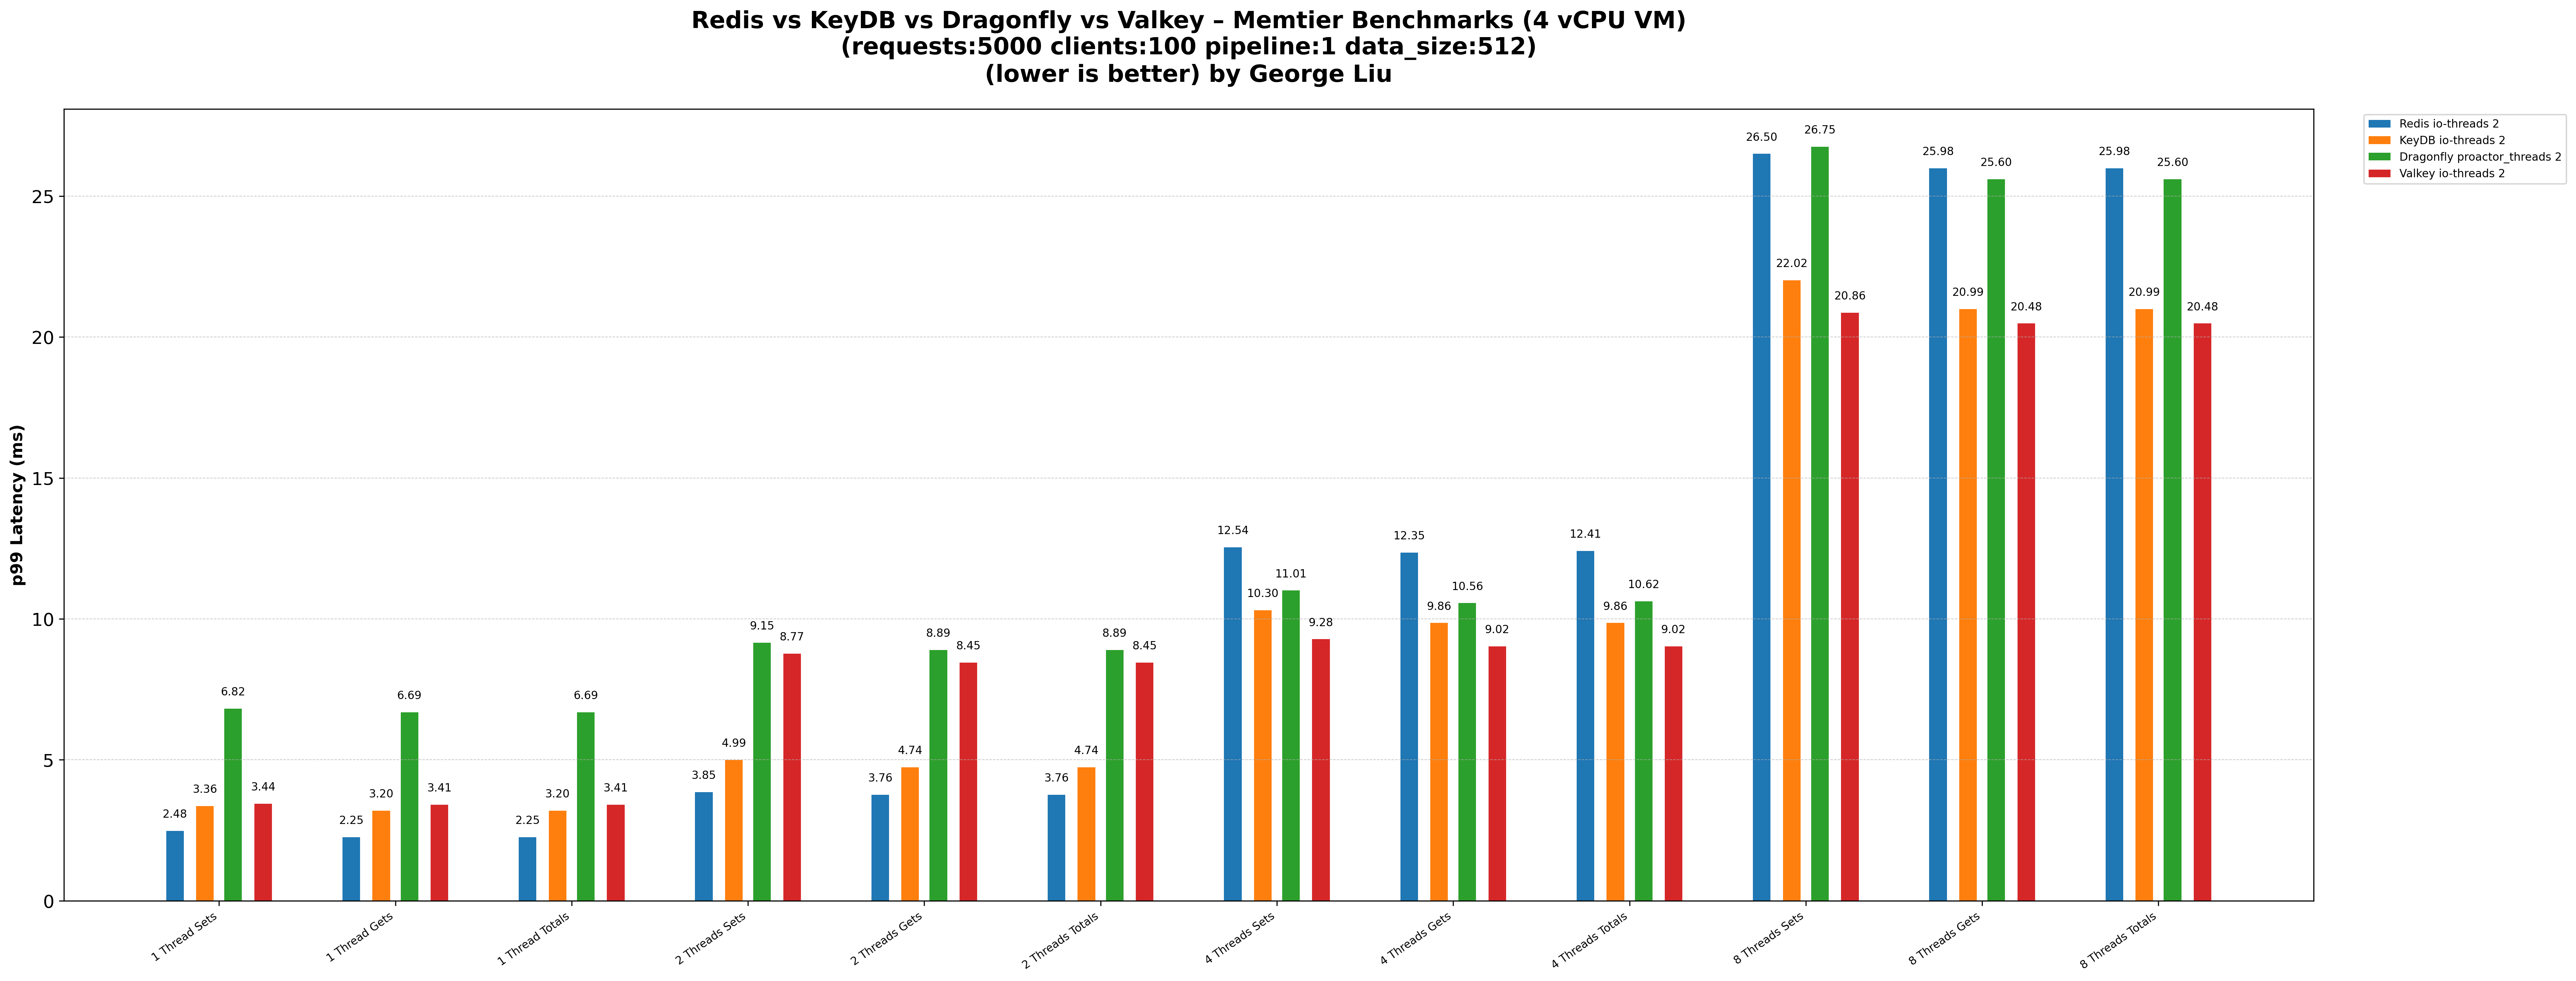 Redis vs KeyDB vs Dragonfly vs Valkey – Memtier Benchmarks (4 vCPU VM)
(requests:5000 clients:100 pipeline:1 data_size:512)
(lower is better) by George Liu
Redis io-threads 2
KeyDB io-threads 2
Dragonfly proactor_threads 2
Valkey io-threads 2
p99 Latency (ms)
25
20
15
10
5
0
2.48 3.36 6.82 3.44
2.25 3.20 6.69 3.41
2.25 3.20 6.69 3.41
3.85 4.99 9.15 8.77
3.76 4.74 8.89 8.45
3.76 4.74 8.89 8.45
12.54 10.30 11.01 9.28
12.35 9.86 10.56 9.02
12.41 9.86 10.62 9.02
26.50 22.02 26.75 20.86
25.98 20.99 25.60 20.48
25.98 20.99 25.60 20.48
1 Thread Sets
1 Thread Gets
1 Thread Totals
2 Threads Sets
2 Threads Gets
2 Threads Totals
4 Threads Sets
4 Threads Gets
4 Threads Totals
8 Threads Sets
8 Threads Gets
8 Threads Totals